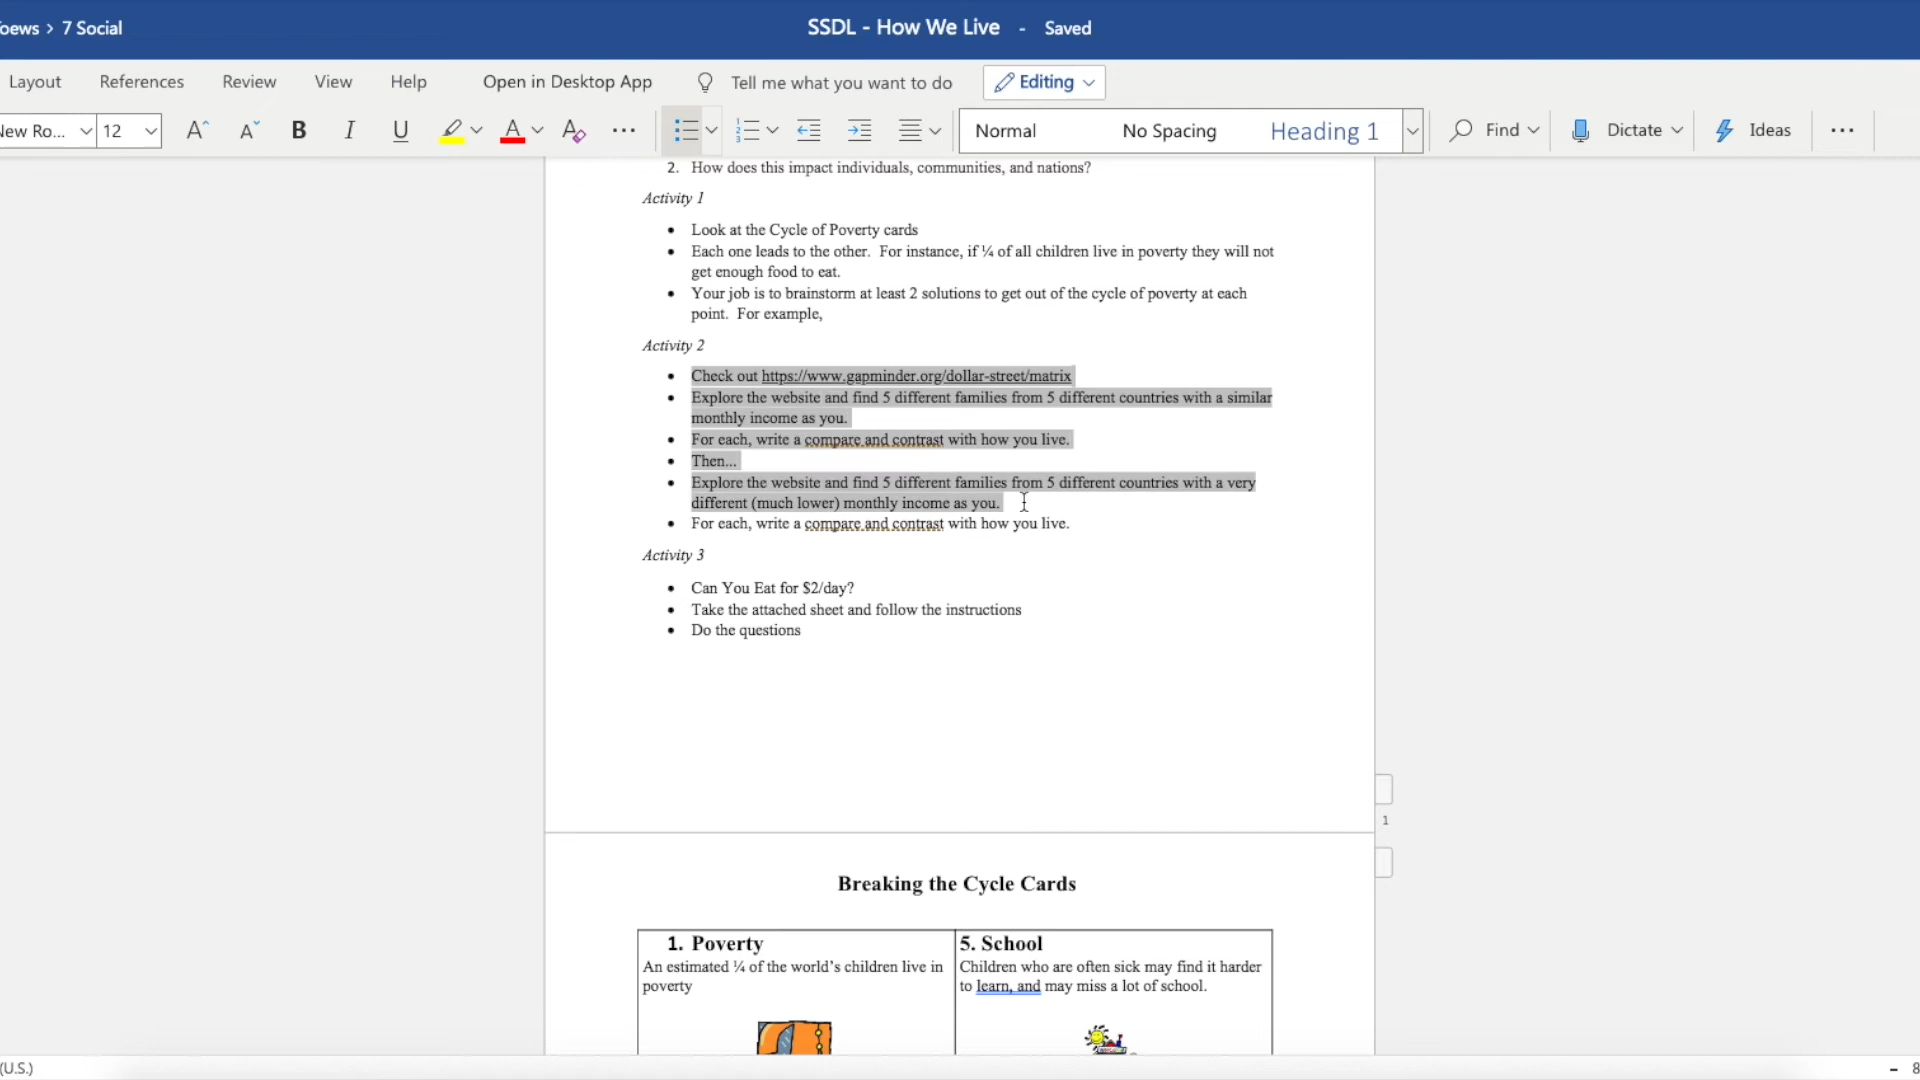 oews > 7 Social
SSDL - How We Live - Saved
Layout References Review View Help Open in Desktop App Tell me what you want to do Editing
New Ro... 12 A A B I U A A ... Normal No Spacing Heading 1 Find Dictate Ideas ...
2. How does this impact individuals, communities, and nations?
Activity 1
• Look at the Cycle of Poverty cards
• Each one leads to the other. For instance, if ¼ of all children live in poverty they will not
get enough food to eat.
• Your job is to brainstorm at least 2 solutions to get out of the cycle of poverty at each
point. For example,
Activity 2
• Check out https://www.gapminder.org/dollar-street/matrix
• Explore the website and find 5 different families from 5 different countries with a similar
monthly income as you.
• For each, write a compare and contrast with how you live.
• Then...
• Explore the website and find 5 different families from 5 different countries with a very
different (much lower) monthly income as you.
• For each, write a compare and contrast with how you live.
Activity 3
• Can You Eat for $2/day?
• Take the attached sheet and follow the instructions
• Do the questions
1
Breaking the Cycle Cards
1. Poverty
An estimated ¼ of the world's children live in
poverty
5. School
Children who are often sick may find it harder
to learn, and may miss a lot of school.
(U.S.)
- 8